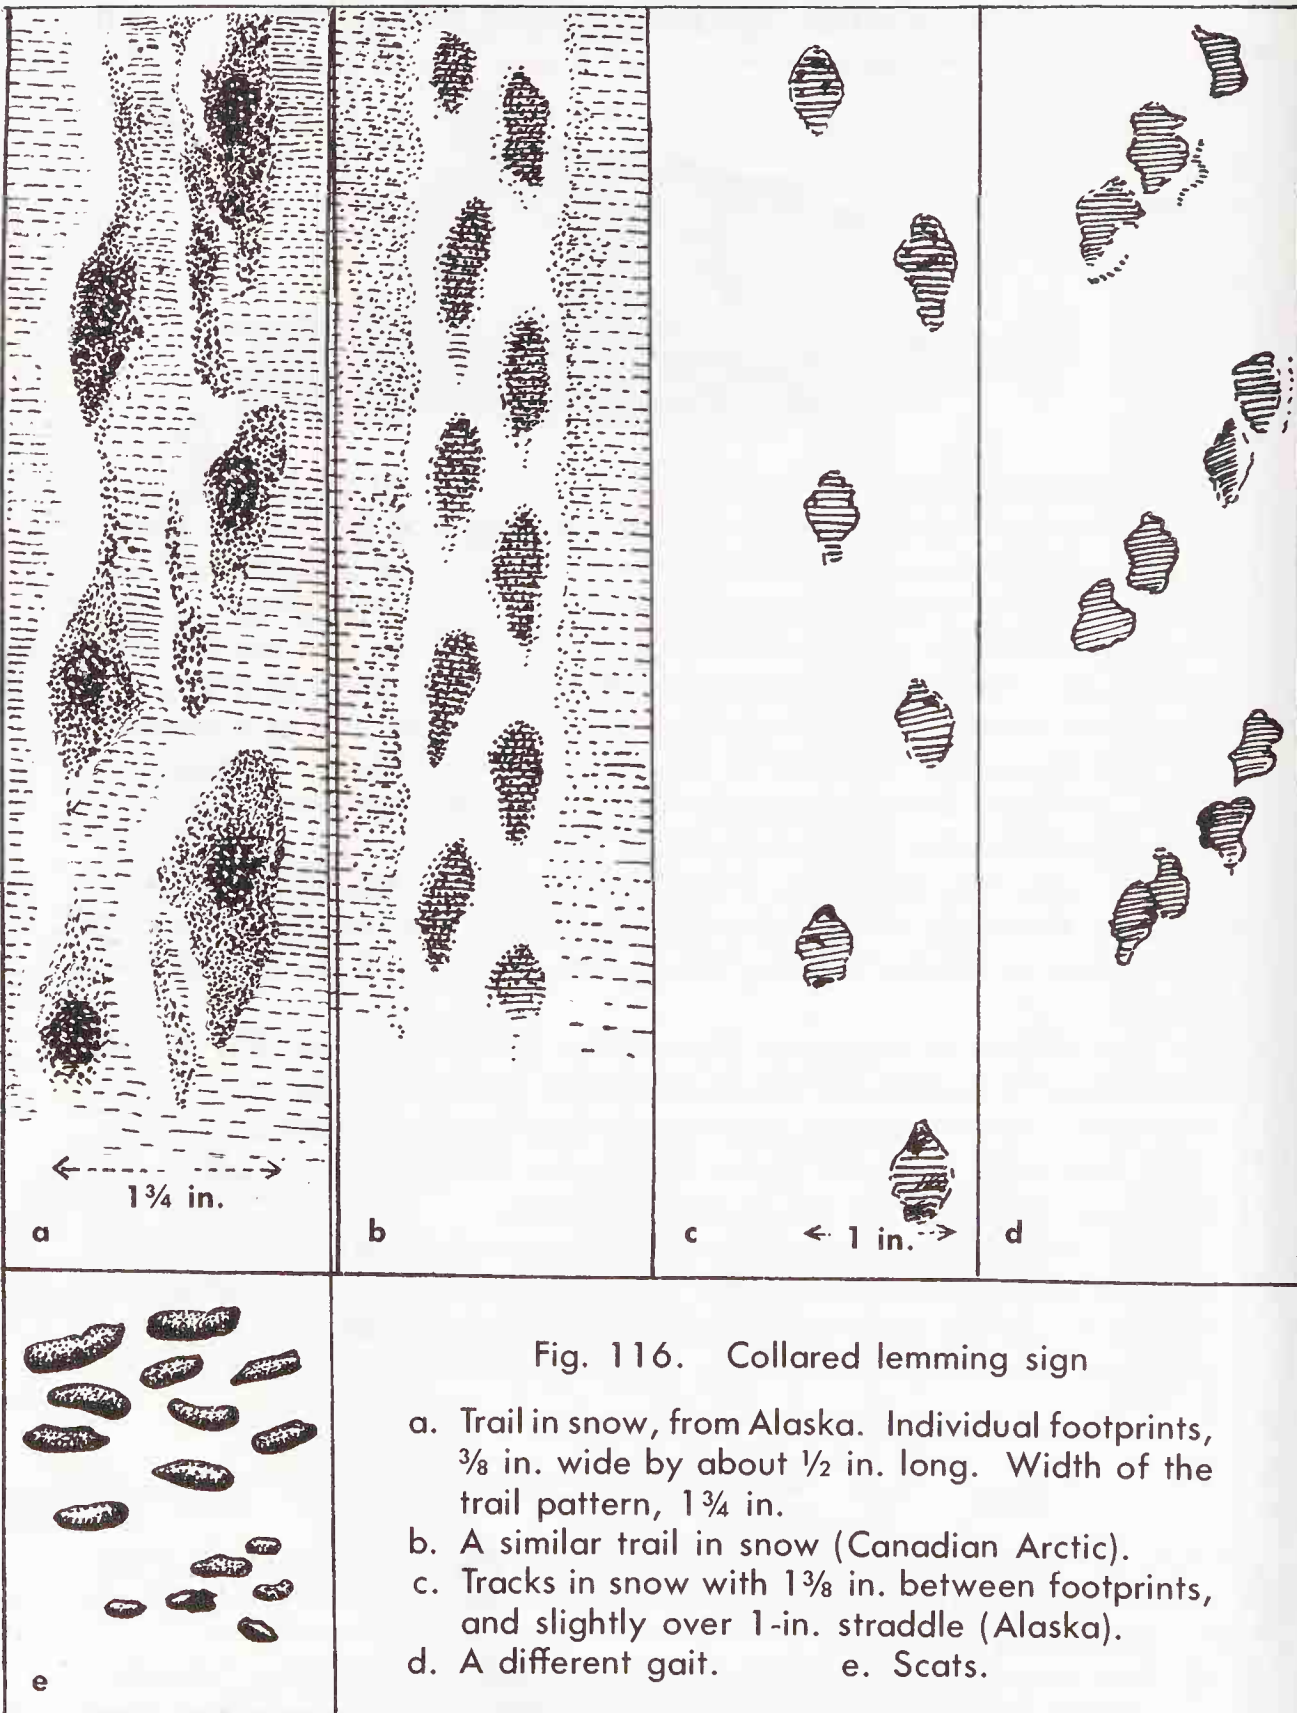 1¾ in.
a
b
c
1 in.
d
e
Fig. 116. Collared lemming sign
a. Trail in snow, from Alaska. Individual footprints,
⅜ in. wide by about ½ in. long. Width of the
trail pattern, 1¾ in.
b. A similar trail in snow (Canadian Arctic).
c. Tracks in snow with 1⅜ in. between footprints,
and slightly over 1-in. straddle (Alaska).
d. A different gait. e. Scats.